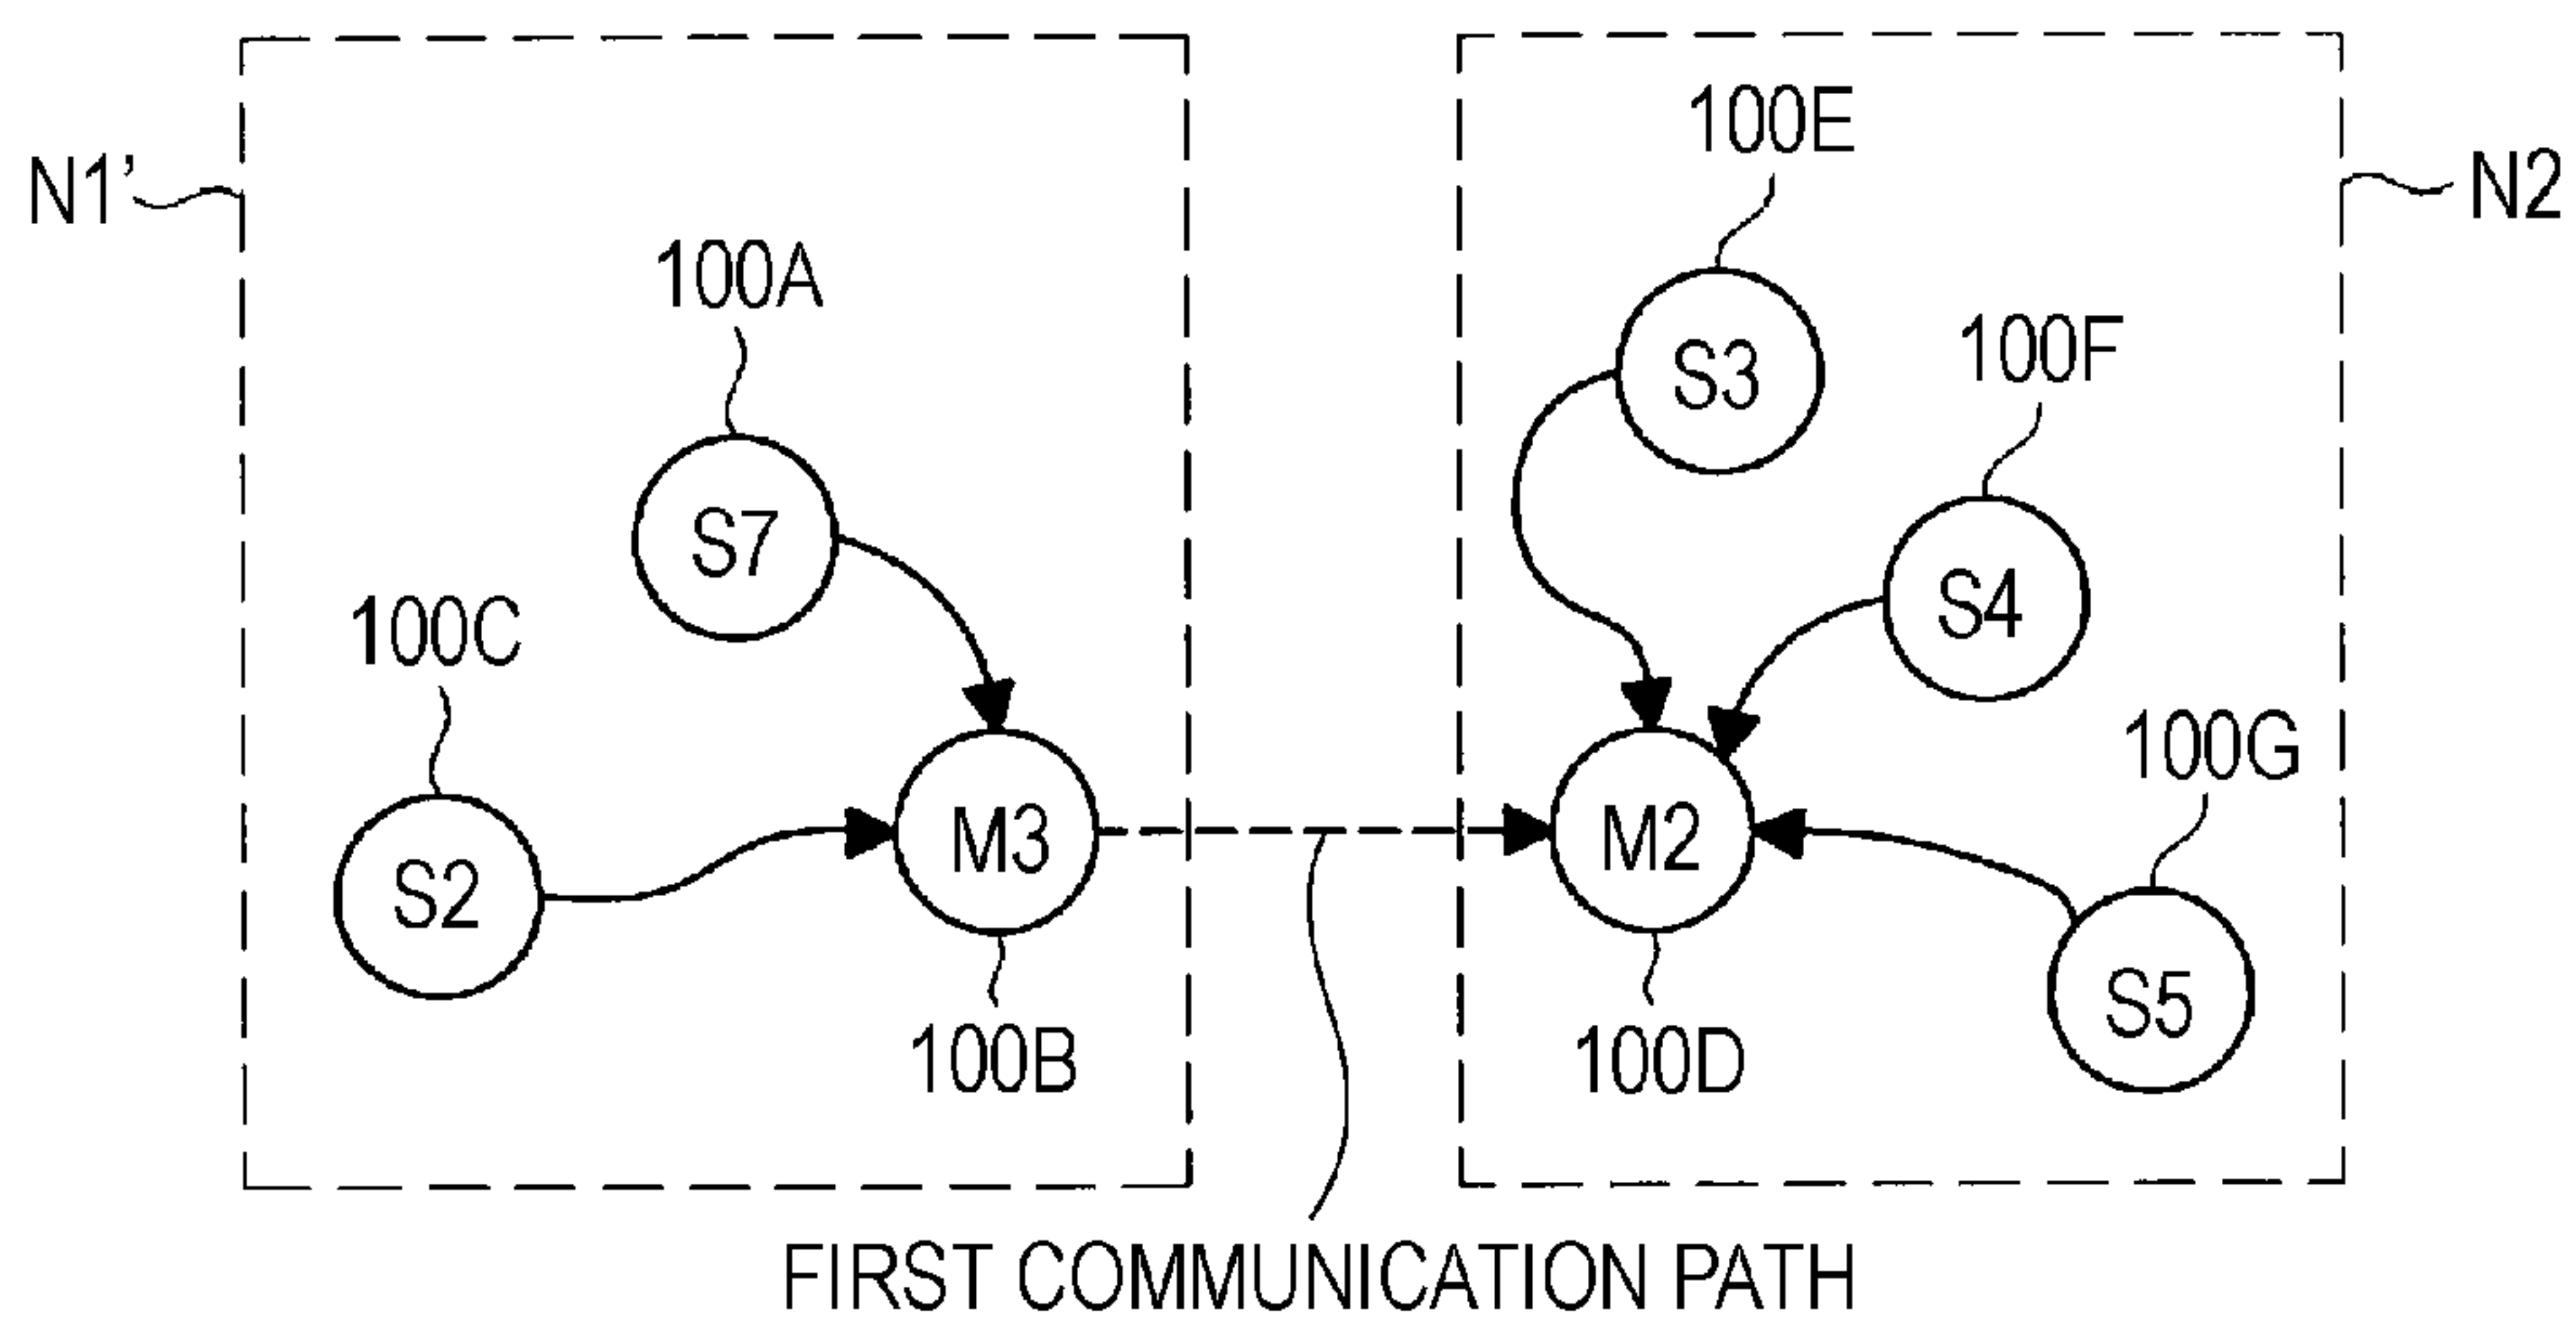 N1’
N2
100E
100A
100F
S3
S7
S4
100C
100G
M3
M2
S2
S5
100B
100D
FIRST COMMUNICATION PATH